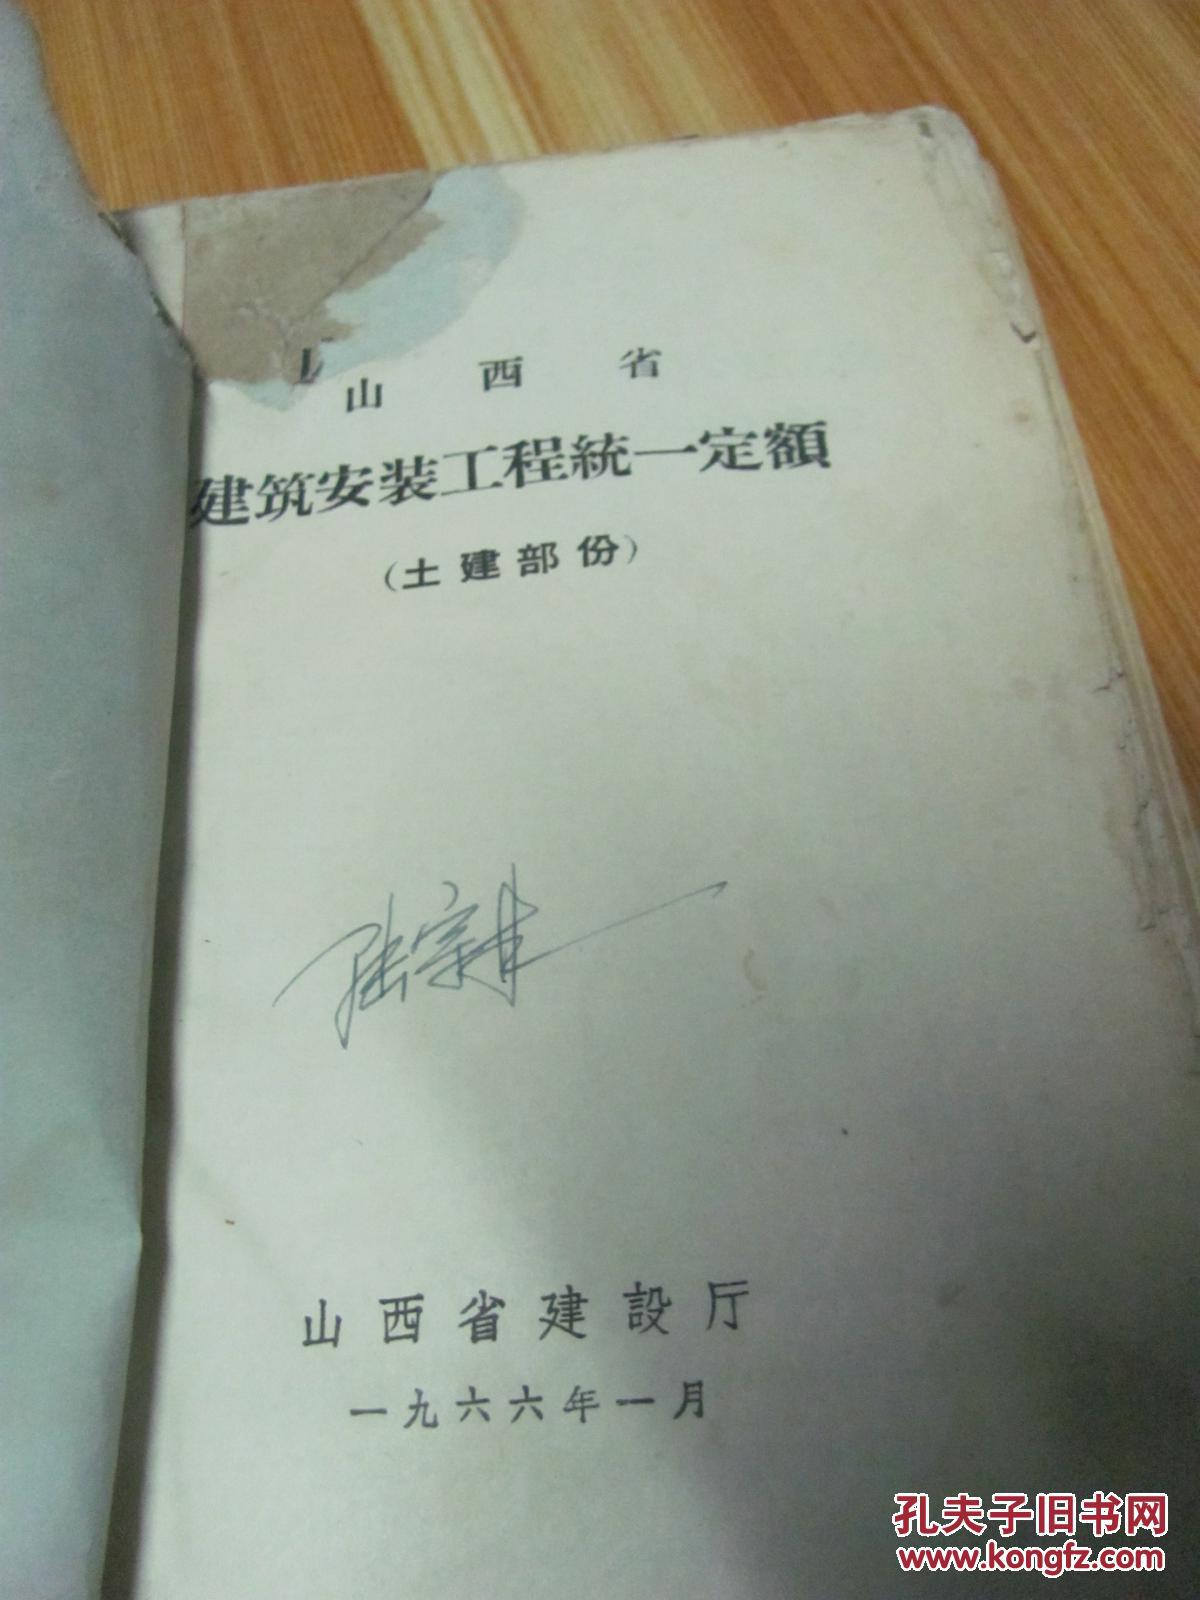 山西省
建筑安装工程統一定額
（土建部份）
山西省建設厅
一九六六年一月
孔夫子旧书网
www.kongfz.com